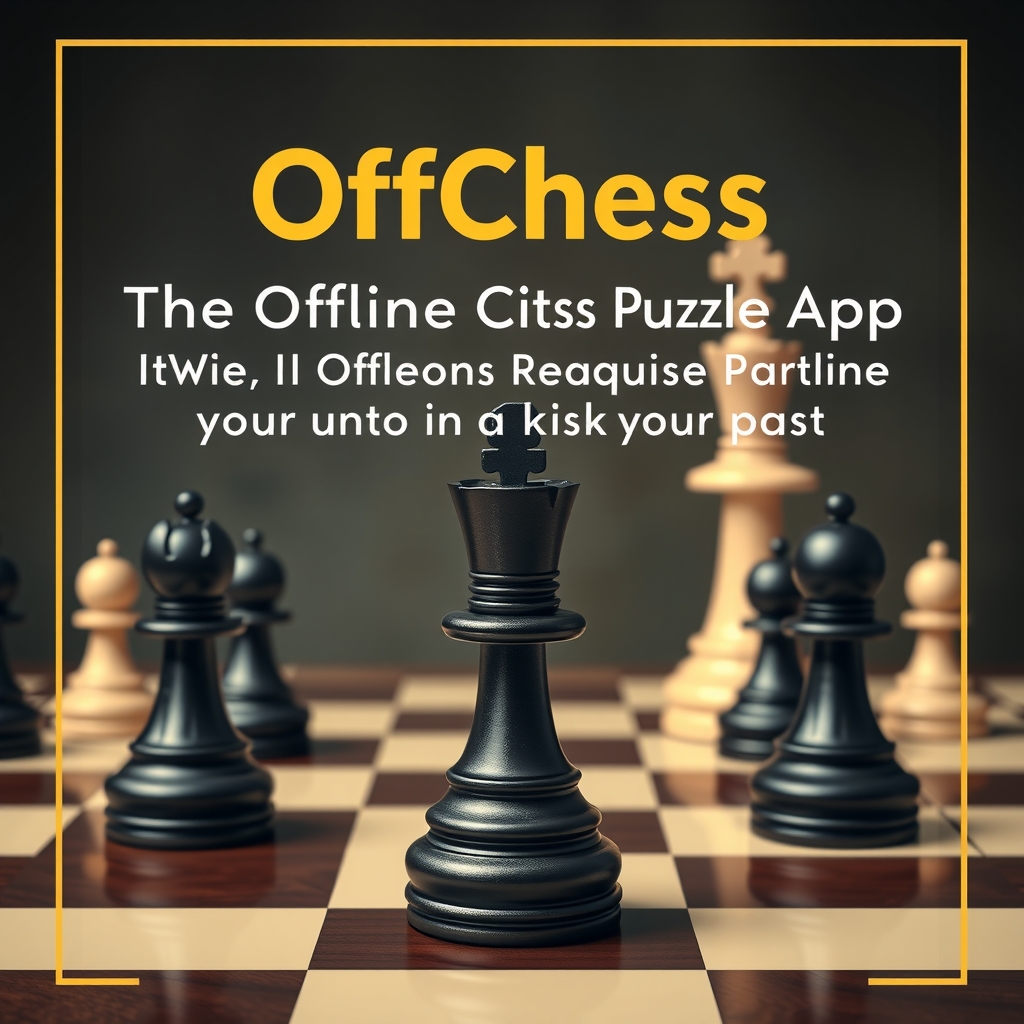 OffChess
The Offline Citss Puzzle App
ItWie, II Offleons Reaquise Partline
your unto in a kisk your past